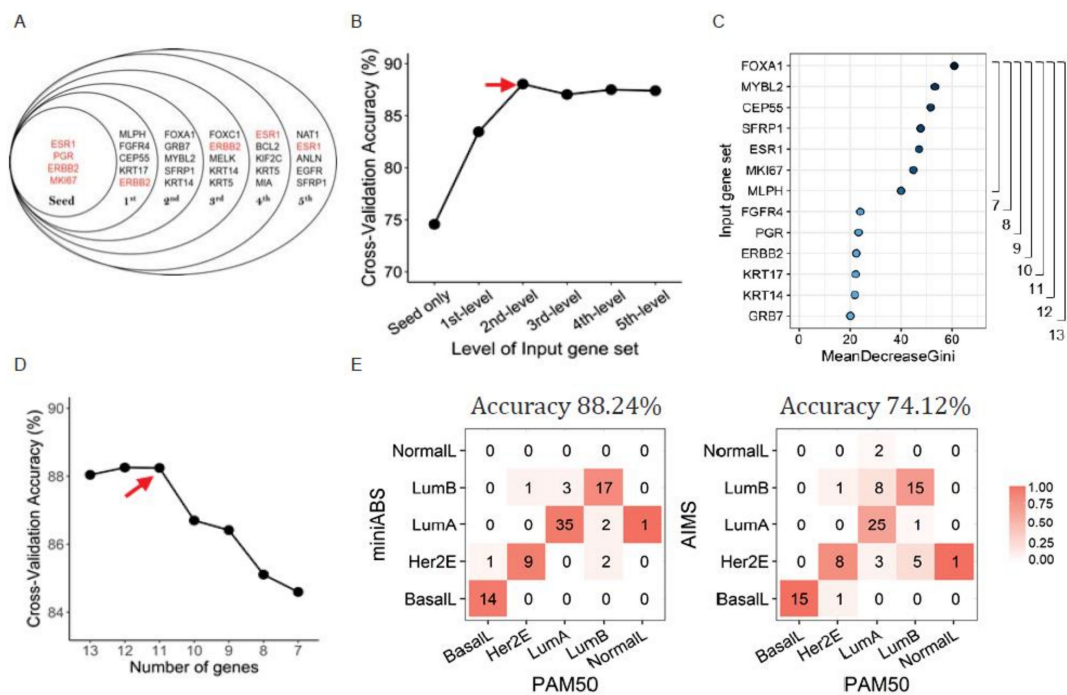 A
ESR1
PGR
ERBB2
MKI67
Seed
MLPH
FGFR4
CEP55
KRT17
ERBB2
1st
FOXA1
GRB7
MYBL2
SFRP1
KRT14
2nd
FOXC1
ERBB2
MELK
KRT14
KRT5
3rd
ESR1
BCL2
KIF2C
KRT5
MIA
4th
NAT1
ESR1
ANLN
EGFR
SFRP1
5th
B
Cross-Validation Accuracy (%)
90
85
80
75
70
Seed only
1st-level
2nd-level
3rd-level
4th-level
5th-level
Level of Input gene set
C
Input gene set
FOXA1
MYBL2
CEP55
SFRP1
ESR1
MKI67
MLPH
FGFR4
PGR
ERBB2
KRT17
KRT14
GRB7
0 20 40 60
MeanDecreaseGini
7
8
9
10
11
12
13
D
Cross-Validation Accuracy (%)
90
88
86
84
13 12 11 10 9 8 7
Number of genes
E
Accuracy 88.24%
miniABS
NormalL 0 0 0 0 0
LumB 0 1 3 17 0
LumA 0 0 35 2 1
Her2E 1 9 0 2 0
BasalL 14 0 0 0 0
BasalL Her2E LumA LumB NormalL
PAM50
Accuracy 74.12%
AIMS
NormalL 0 0 2 0 0
LumB 0 1 8 15 0
LumA 0 0 25 1 0
Her2E 0 8 3 5 1
BasalL 15 1 0 0 0
BasalL Her2E LumA LumB NormalL
PAM50
1.00
0.75
0.50
0.25
0.00